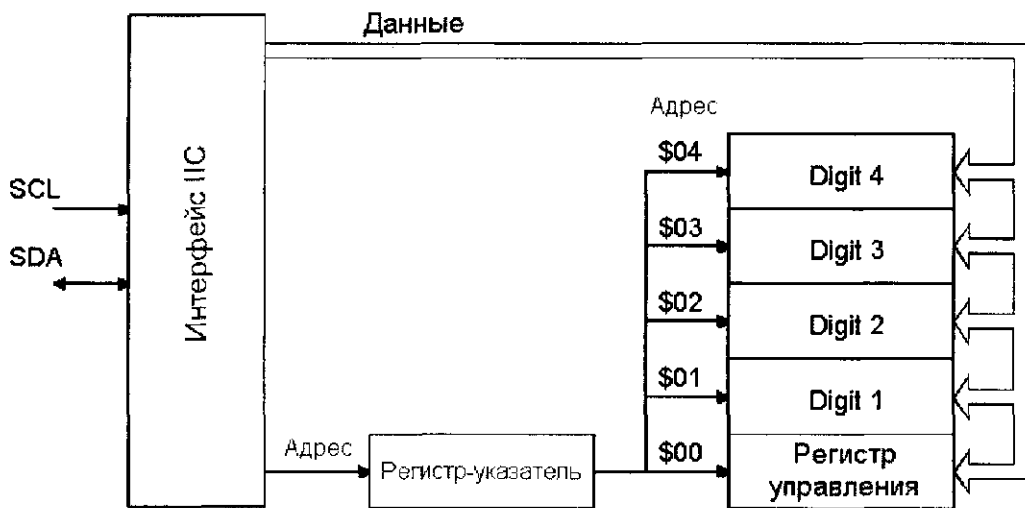 Данные
Адрес
$04
Digit 4
SCL
Интерфейс IIC
$03
Digit 3
SDA
$02
Digit 2
$01
Digit 1
Адрес
Регистр-указатель
$00
Регистр
управления